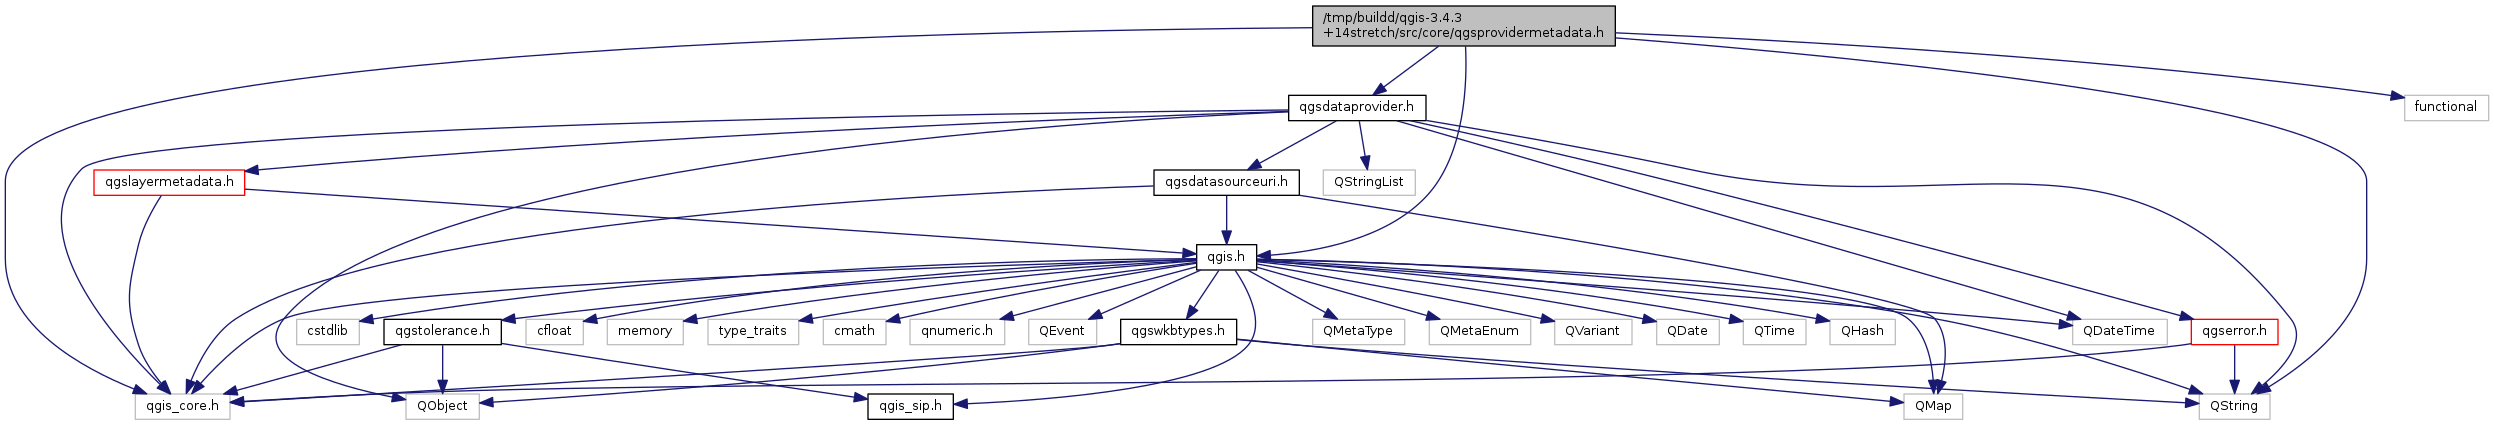 /tmp/buildd/qgis-3.4.3
+14stretch/src/core/qgsprovidermetadata.h
qgsdataprovider.h
functional
qgslayermetadata.h
qgsdatasourceuri.h
QStringList
qgis.h
cstdlib
qgstolerance.h
cfloat
memory
type_traits
cmath
qnumeric.h
QEvent
qgswkbtypes.h
QMetaType
QMetaEnum
QVariant
QDate
QTime
QHash
QDateTime
qgserror.h
qgis_core.h
QObject
qgis_sip.h
QMap
QString